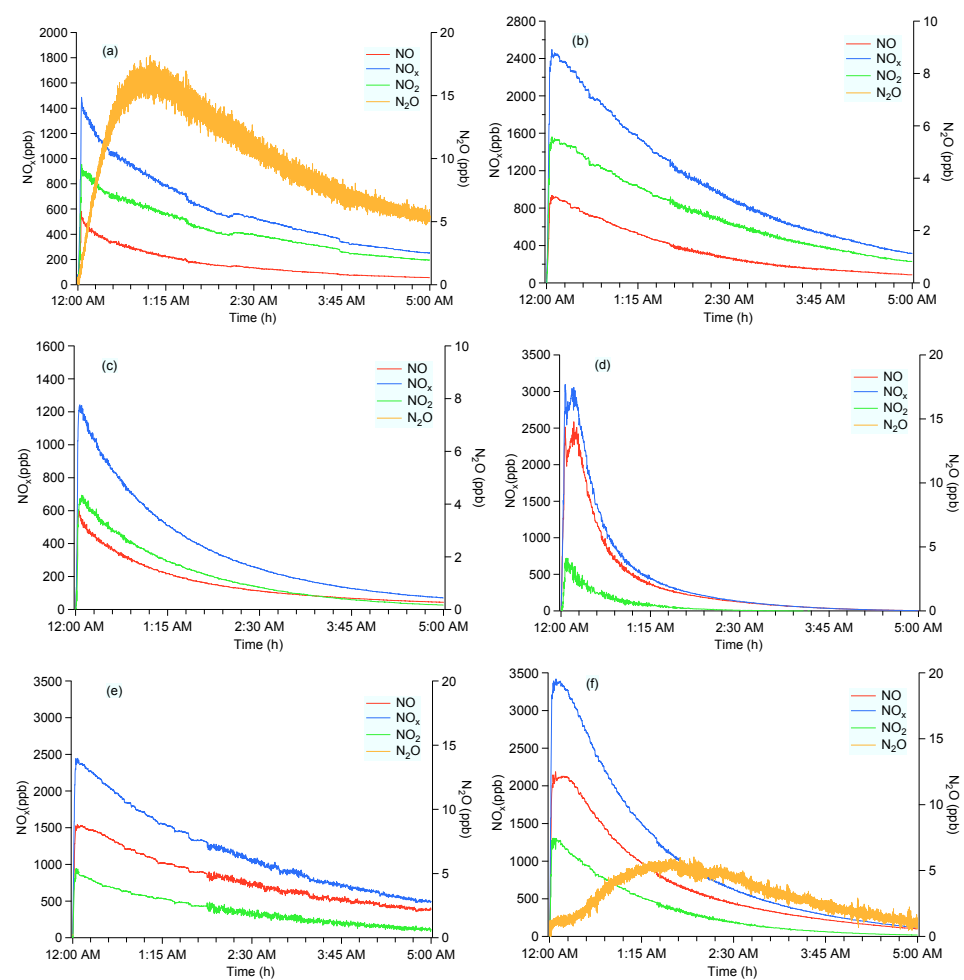 (a)
NO
NOx
NO2
N2O
2000
1800
1600
1400
1200
1000
800
600
400
200
0
NOx(ppb)
20
15
10
5
0
N2O (ppb)
12:00 AM 1:15 AM 2:30 AM 3:45 AM 5:00 AM
Time (h)
(b)
NO
NOx
NO2
N2O
2800
2400
2000
1600
1200
800
400
0
NOx(ppb)
10
8
6
4
2
0
N2O (ppb)
12:00 AM 1:15 AM 2:30 AM 3:45 AM 5:00 AM
Time (h)
(c)
NO
NOx
NO2
N2O
1600
1400
1200
1000
800
600
400
200
0
NOx(ppb)
10
8
6
4
2
0
N2O (ppb)
12:00 AM 1:15 AM 2:30 AM 3:45 AM 5:00 AM
Time (h)
(d)
NO
NOx
NO2
N2O
3500
3000
2500
2000
1500
1000
500
0
NOx(ppb)
20
15
10
5
0
N2O (ppb)
12:00 AM 1:15 AM 2:30 AM 3:45 AM 5:00 AM
Time (h)
(e)
NO
NOx
NO2
N2O
3500
3000
2500
2000
1500
1000
500
0
NOx(ppb)
20
15
10
5
0
N2O (ppb)
12:00 AM 1:15 AM 2:30 AM 3:45 AM 5:00 AM
Time (h)
(f)
NO
NOx
NO2
N2O
3500
3000
2500
2000
1500
1000
500
0
NOx(ppb)
20
15
10
5
0
N2O (ppb)
12:00 AM 1:15 AM 2:30 AM 3:45 AM 5:00 AM
Time (h)